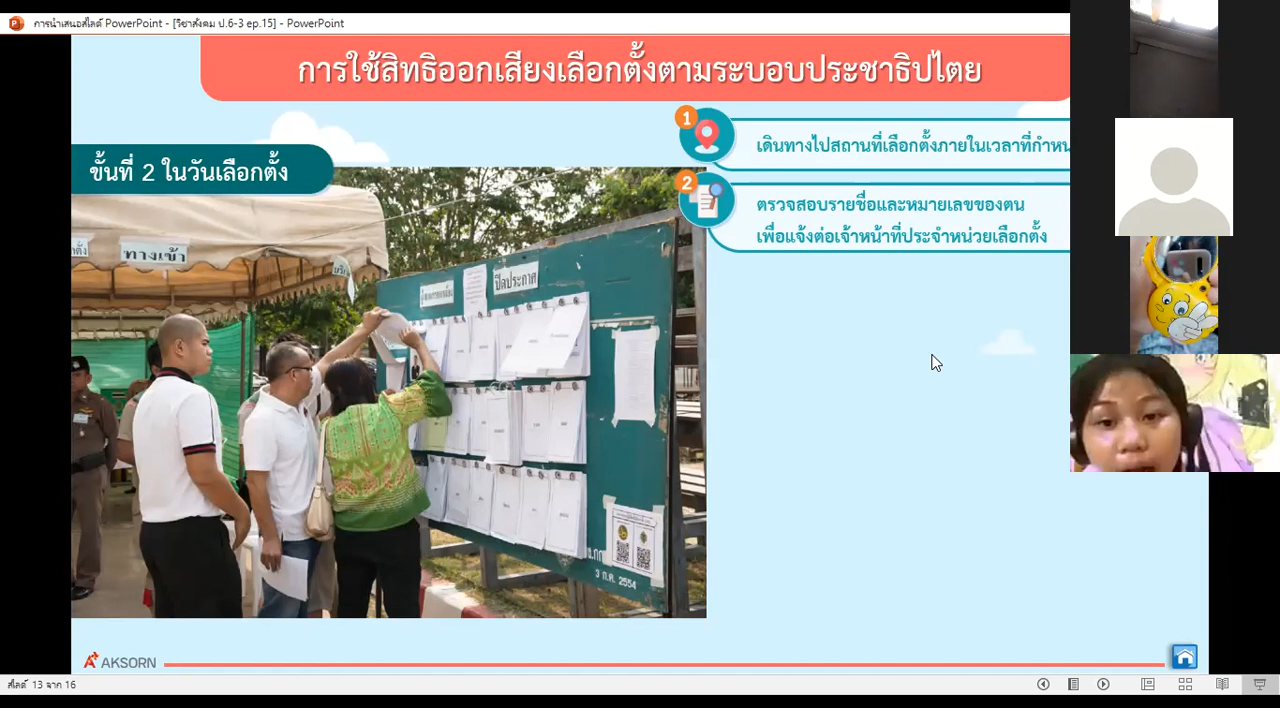 การนำเสนอสไลด์ PowerPoint - [วิชาสังคม ป.6-3 ep.15] - PowerPoint
การใช้สิทธิออกเสียงเลือกตั้งตามระบอบประชาธิปไตย
1
เดินทางไปสถานที่เลือกตั้งภายในเวลาที่กำหน
ขั้นที่ 2 ในวันเลือกตั้ง
2
ตรวจสอบรายชื่อและหมายเลขของตน
เพื่อแจ้งต่อเจ้าหน้าที่ประจำหน่วยเลือกตั้ง
ทางเข้า
ปิดประกาศ
3 ก.ค. 2554
AKSORN
สไลด์ 13 จาก 16